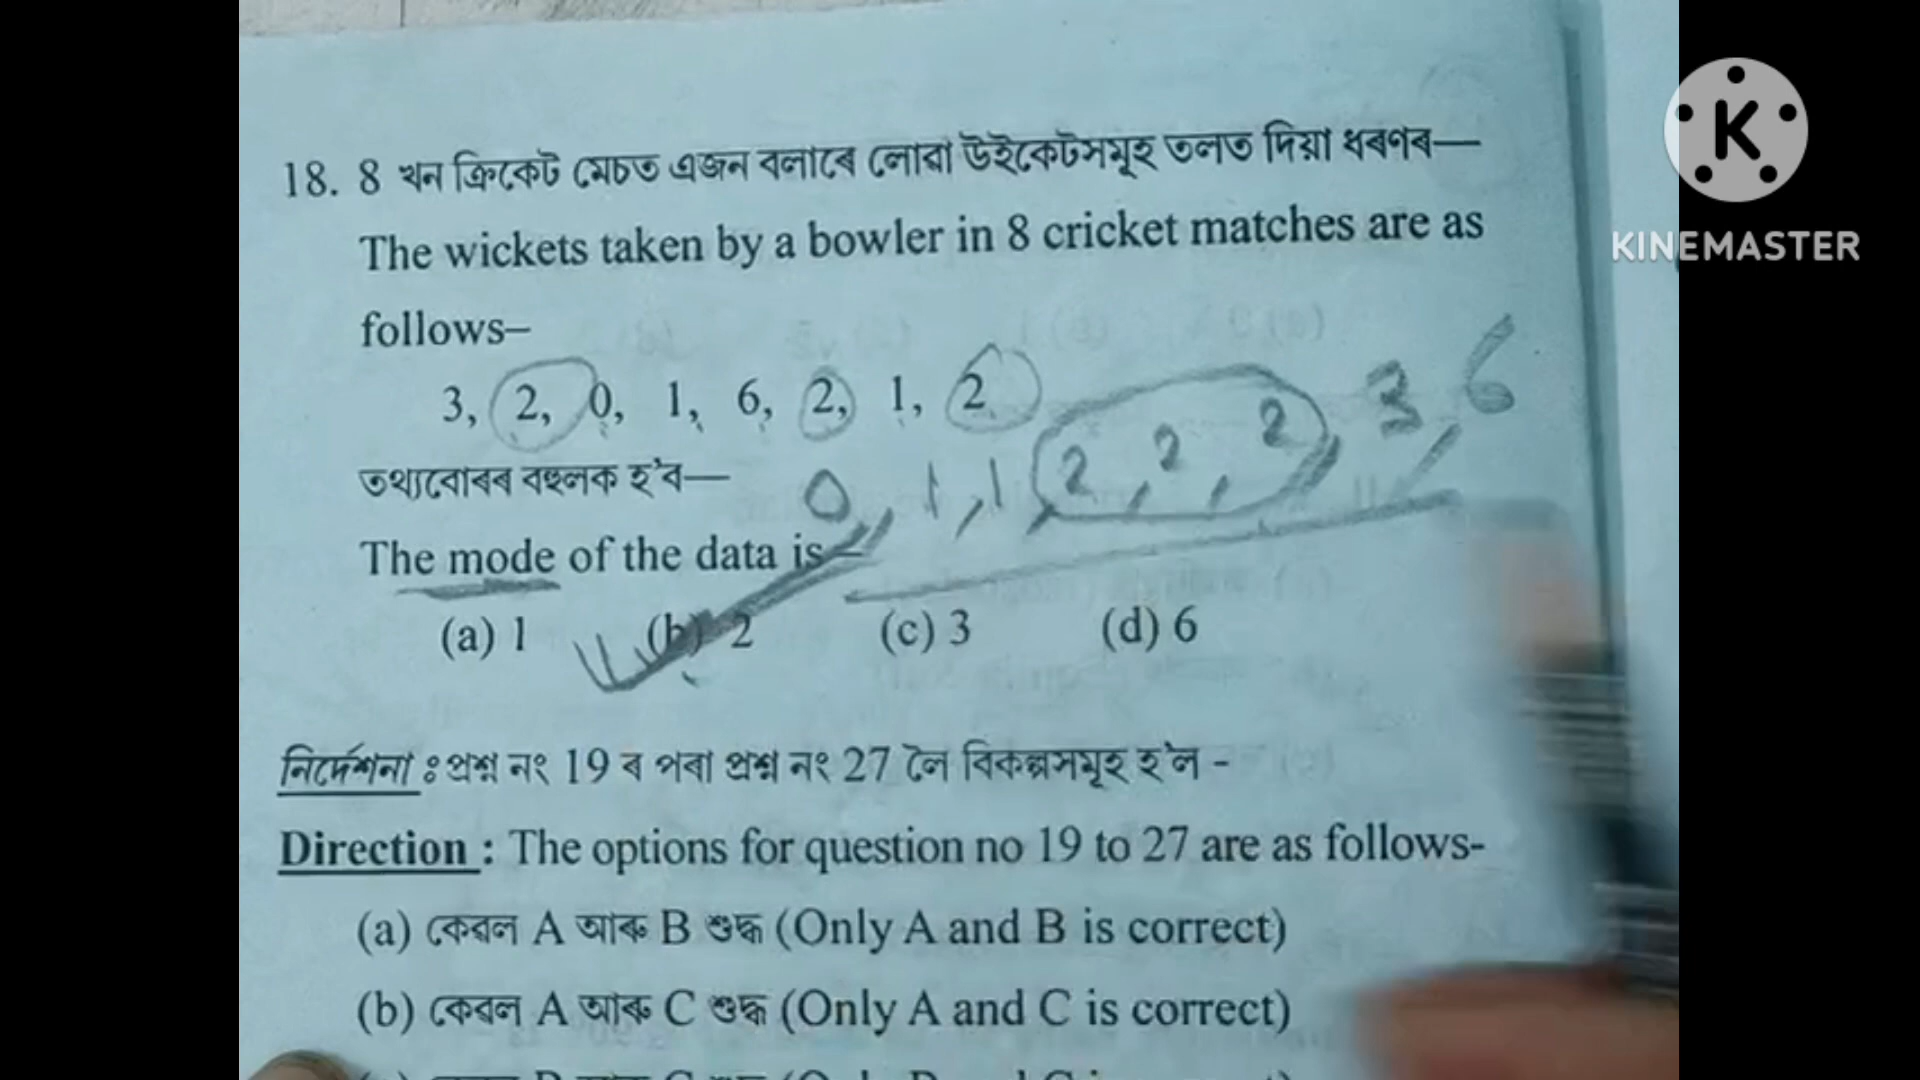 18. 8 খন ক্ৰিকেট মেচত এজন বলাৰে লোৱা উইকেটসমূহ তলত দিয়া ধৰণৰ—
The wickets taken by a bowler in 8 cricket matches are as
follows–
3, 2, 0, 1, 6, 2, 1, 2
0, 1, 1, 2, 2, 2, 3, 6
তথ্যবোৰৰ বহুলক হ'ব—
The mode of the data is –
(a) 1 (b) 2 (c) 3 (d) 6
নিৰ্দেশনা : প্ৰশ্ন নং 19 ৰ পৰা প্ৰশ্ন নং 27 লৈ বিকল্পসমূহ হ'ল -
Direction : The options for question no 19 to 27 are as follows-
(a) কেৱল A আৰু B শুদ্ধ (Only A and B is correct)
(b) কেৱল A আৰু C শুদ্ধ (Only A and C is correct)
K
KINEMASTER